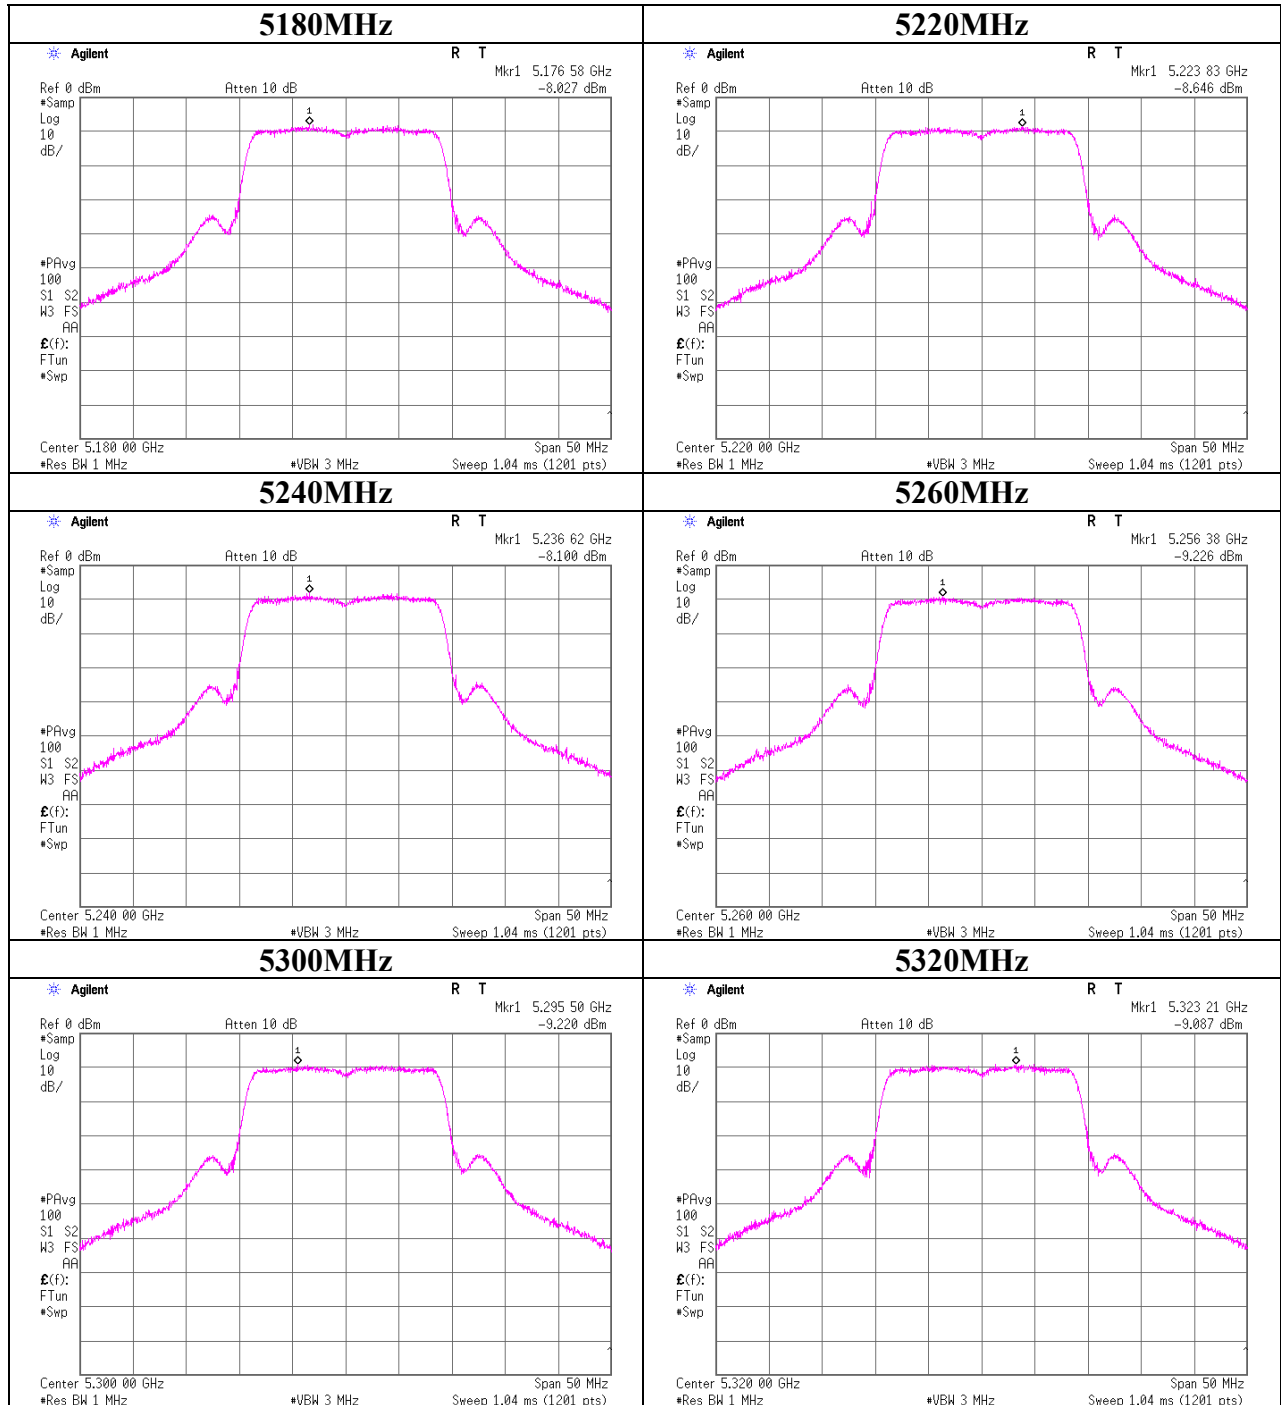 5180MHz
Agilent R T
Mkr1 5.176 58 GHz
Ref 0 dBm Atten 10 dB -8.027 dBm
#Samp
Log
10
dB/
1
#PAvg
100
S1 S2
W3 FS
AA
£(f):
FTun
#Swp
Center 5.180 00 GHz Span 50 MHz
#Res BW 1 MHz #VBW 3 MHz Sweep 1.04 ms (1201 pts)
5220MHz
Agilent R T
Mkr1 5.223 83 GHz
Ref 0 dBm Atten 10 dB -8.646 dBm
#Samp
Log
10
dB/
1
#PAvg
100
S1 S2
W3 FS
AA
£(f):
FTun
#Swp
Center 5.220 00 GHz Span 50 MHz
#Res BW 1 MHz #VBW 3 MHz Sweep 1.04 ms (1201 pts)
5240MHz
Agilent R T
Mkr1 5.236 62 GHz
Ref 0 dBm Atten 10 dB -8.100 dBm
#Samp
Log
10
dB/
1
#PAvg
100
S1 S2
W3 FS
AA
£(f):
FTun
#Swp
Center 5.240 00 GHz Span 50 MHz
#Res BW 1 MHz #VBW 3 MHz Sweep 1.04 ms (1201 pts)
5260MHz
Agilent R T
Mkr1 5.256 38 GHz
Ref 0 dBm Atten 10 dB -9.226 dBm
#Samp
Log
10
dB/
1
#PAvg
100
S1 S2
W3 FS
AA
£(f):
FTun
#Swp
Center 5.260 00 GHz Span 50 MHz
#Res BW 1 MHz #VBW 3 MHz Sweep 1.04 ms (1201 pts)
5300MHz
Agilent R T
Mkr1 5.295 50 GHz
Ref 0 dBm Atten 10 dB -9.220 dBm
#Samp
Log
10
dB/
1
#PAvg
100
S1 S2
W3 FS
AA
£(f):
FTun
#Swp
Center 5.300 00 GHz Span 50 MHz
#Res BW 1 MHz #VBW 3 MHz Sweep 1.04 ms (1201 pts)
5320MHz
Agilent R T
Mkr1 5.323 21 GHz
Ref 0 dBm Atten 10 dB -9.087 dBm
#Samp
Log
10
dB/
1
#PAvg
100
S1 S2
W3 FS
AA
£(f):
FTun
#Swp
Center 5.320 00 GHz Span 50 MHz
#Res BW 1 MHz #VBW 3 MHz Sweep 1.04 ms (1201 pts)